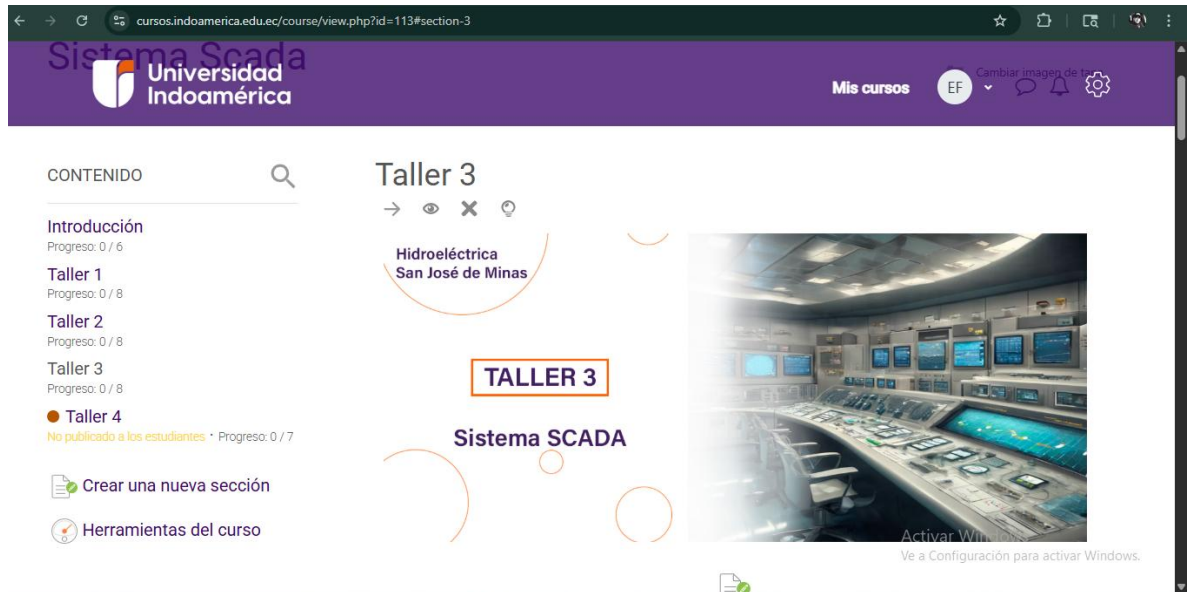 cursos.indoamerica.edu.ec/course/view.php?id=113#section-3
Sistema Scada
Universidad
Indoamérica
Mis cursos
EF
Cambiar imagen de
CONTENIDO
Introducción
Progreso: 0 / 6
Taller 1
Progreso: 0 / 8
Taller 2
Progreso: 0 / 8
Taller 3
Progreso: 0 / 8
Taller 4
No publicado a los estudiantes • Progreso: 0 / 7
Crear una nueva sección
Herramientas del curso
Taller 3
Hidroeléctrica
San José de Minas
TALLER 3
Sistema SCADA
Activar Windows
Ve a Configuración para activar Windows.